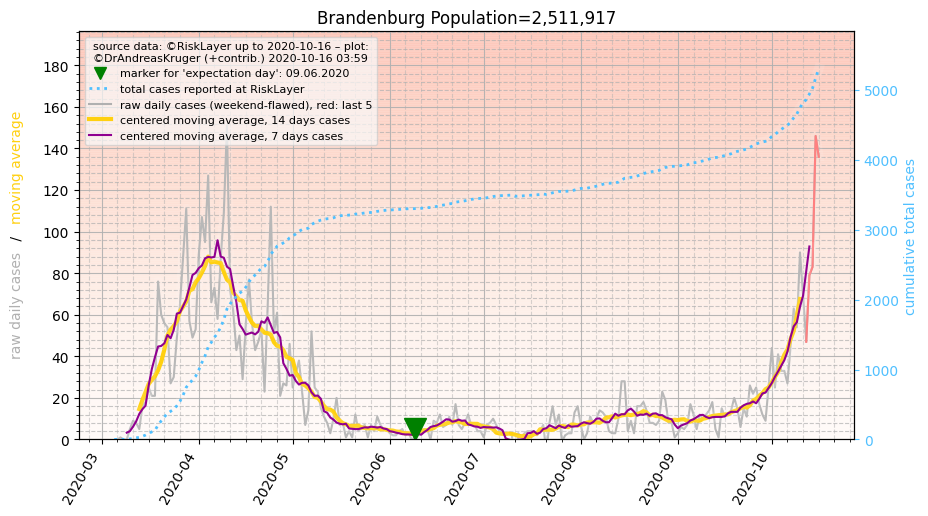 Brandenburg Population=2,511,917
source data: ©RiskLayer up to 2020-10-16 – plot:
©DrAndreasKruger (+contrib.) 2020-10-16 03:59
marker for 'expectation day': 09.06.2020
total cases reported at RiskLayer
raw daily cases (weekend-flawed), red: last 5
centered moving average, 14 days cases
centered moving average, 7 days cases
raw daily cases / moving average
180
160
140
120
100
80
60
40
20
0
5000
4000
3000
2000
1000
0
cumulative total cases
2020-03
2020-04
2020-05
2020-06
2020-07
2020-08
2020-09
2020-10